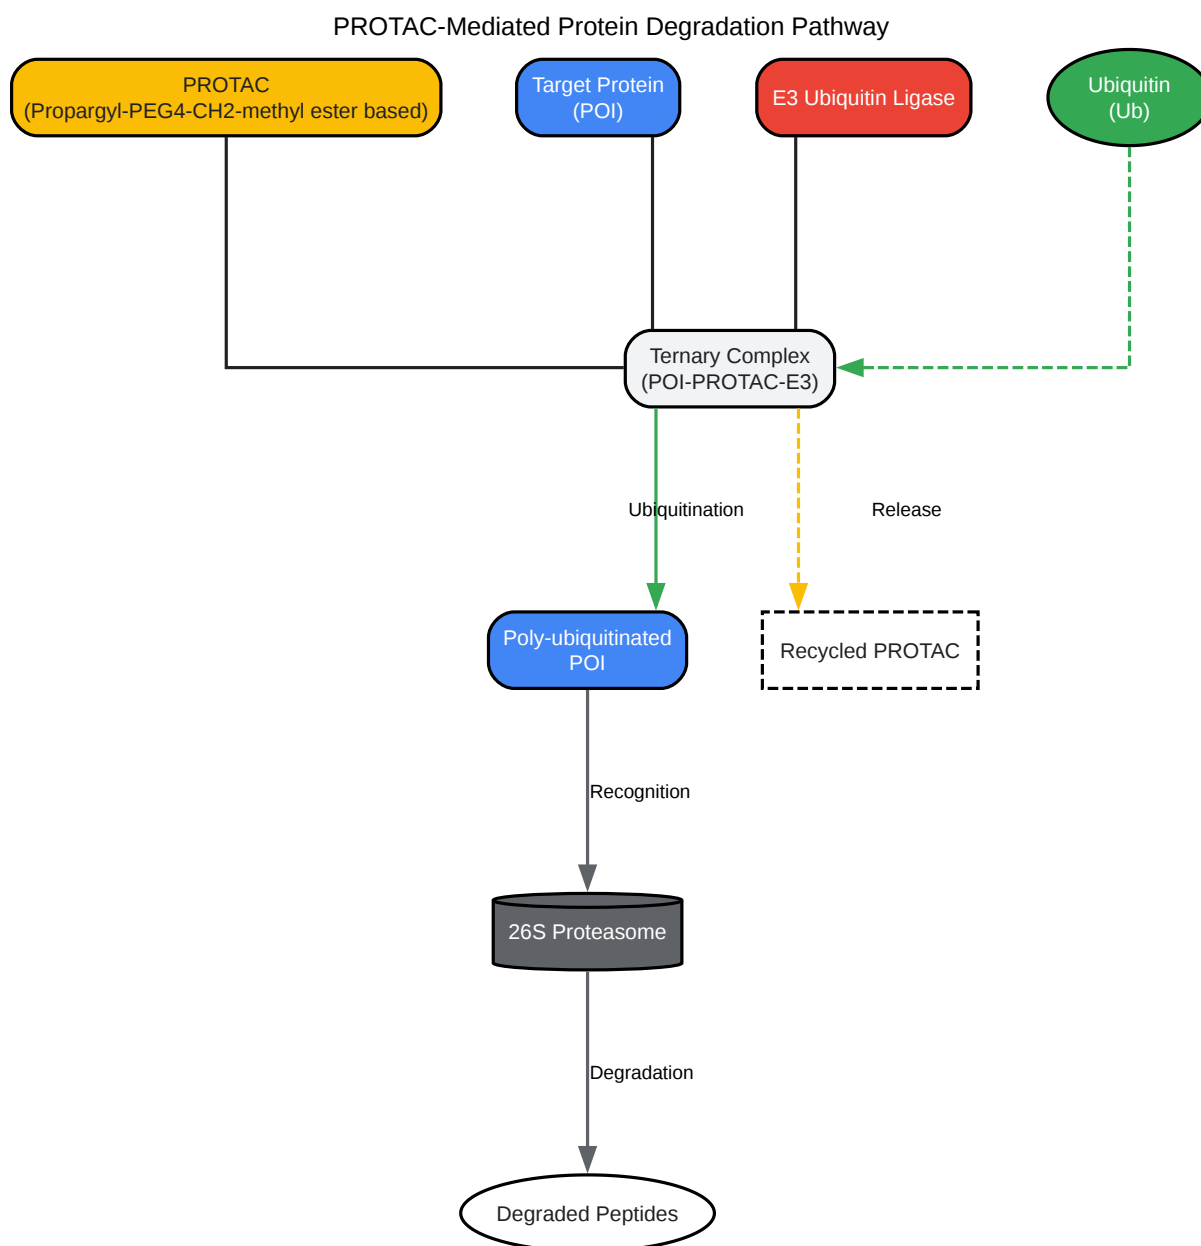 PROTAC-Mediated Protein Degradation Pathway
PROTAC
(Propargyl-PEG4-CH2-methyl ester based)
Target Protein
(POI)
E3 Ubiquitin Ligase
Ubiquitin
(Ub)
Ternary Complex
(POI-PROTAC-E3)
Ubiquitination
Release
Poly-ubiquitinated
POI
Recycled PROTAC
Recognition
26S Proteasome
Degradation
Degraded Peptides